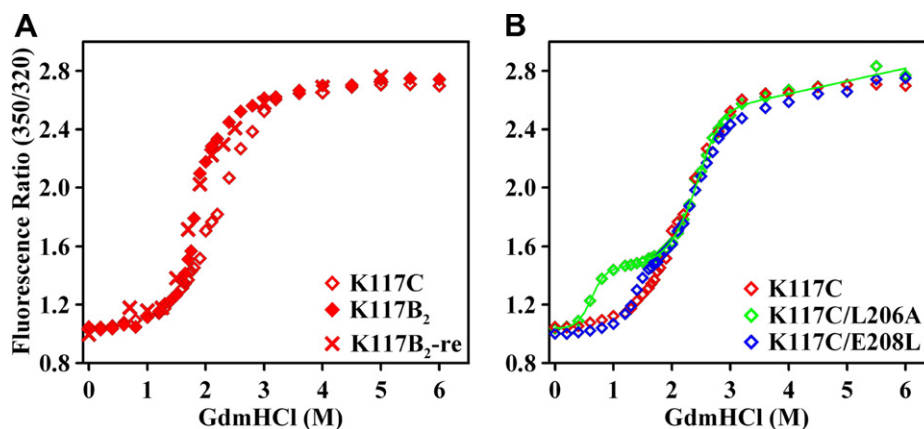 A
B
Fluorescence Ratio (350/320)
2.8
2.4
2.0
1.6
1.2
0.8
K117C
K117B₂
K117B₂-re
0 1 2 3 4 5 6
GdmHCl (M)
2.8
2.4
2.0
1.6
1.2
0.8
K117C
K117C/L206A
K117C/E208L
0 1 2 3 4 5 6
GdmHCl (M)